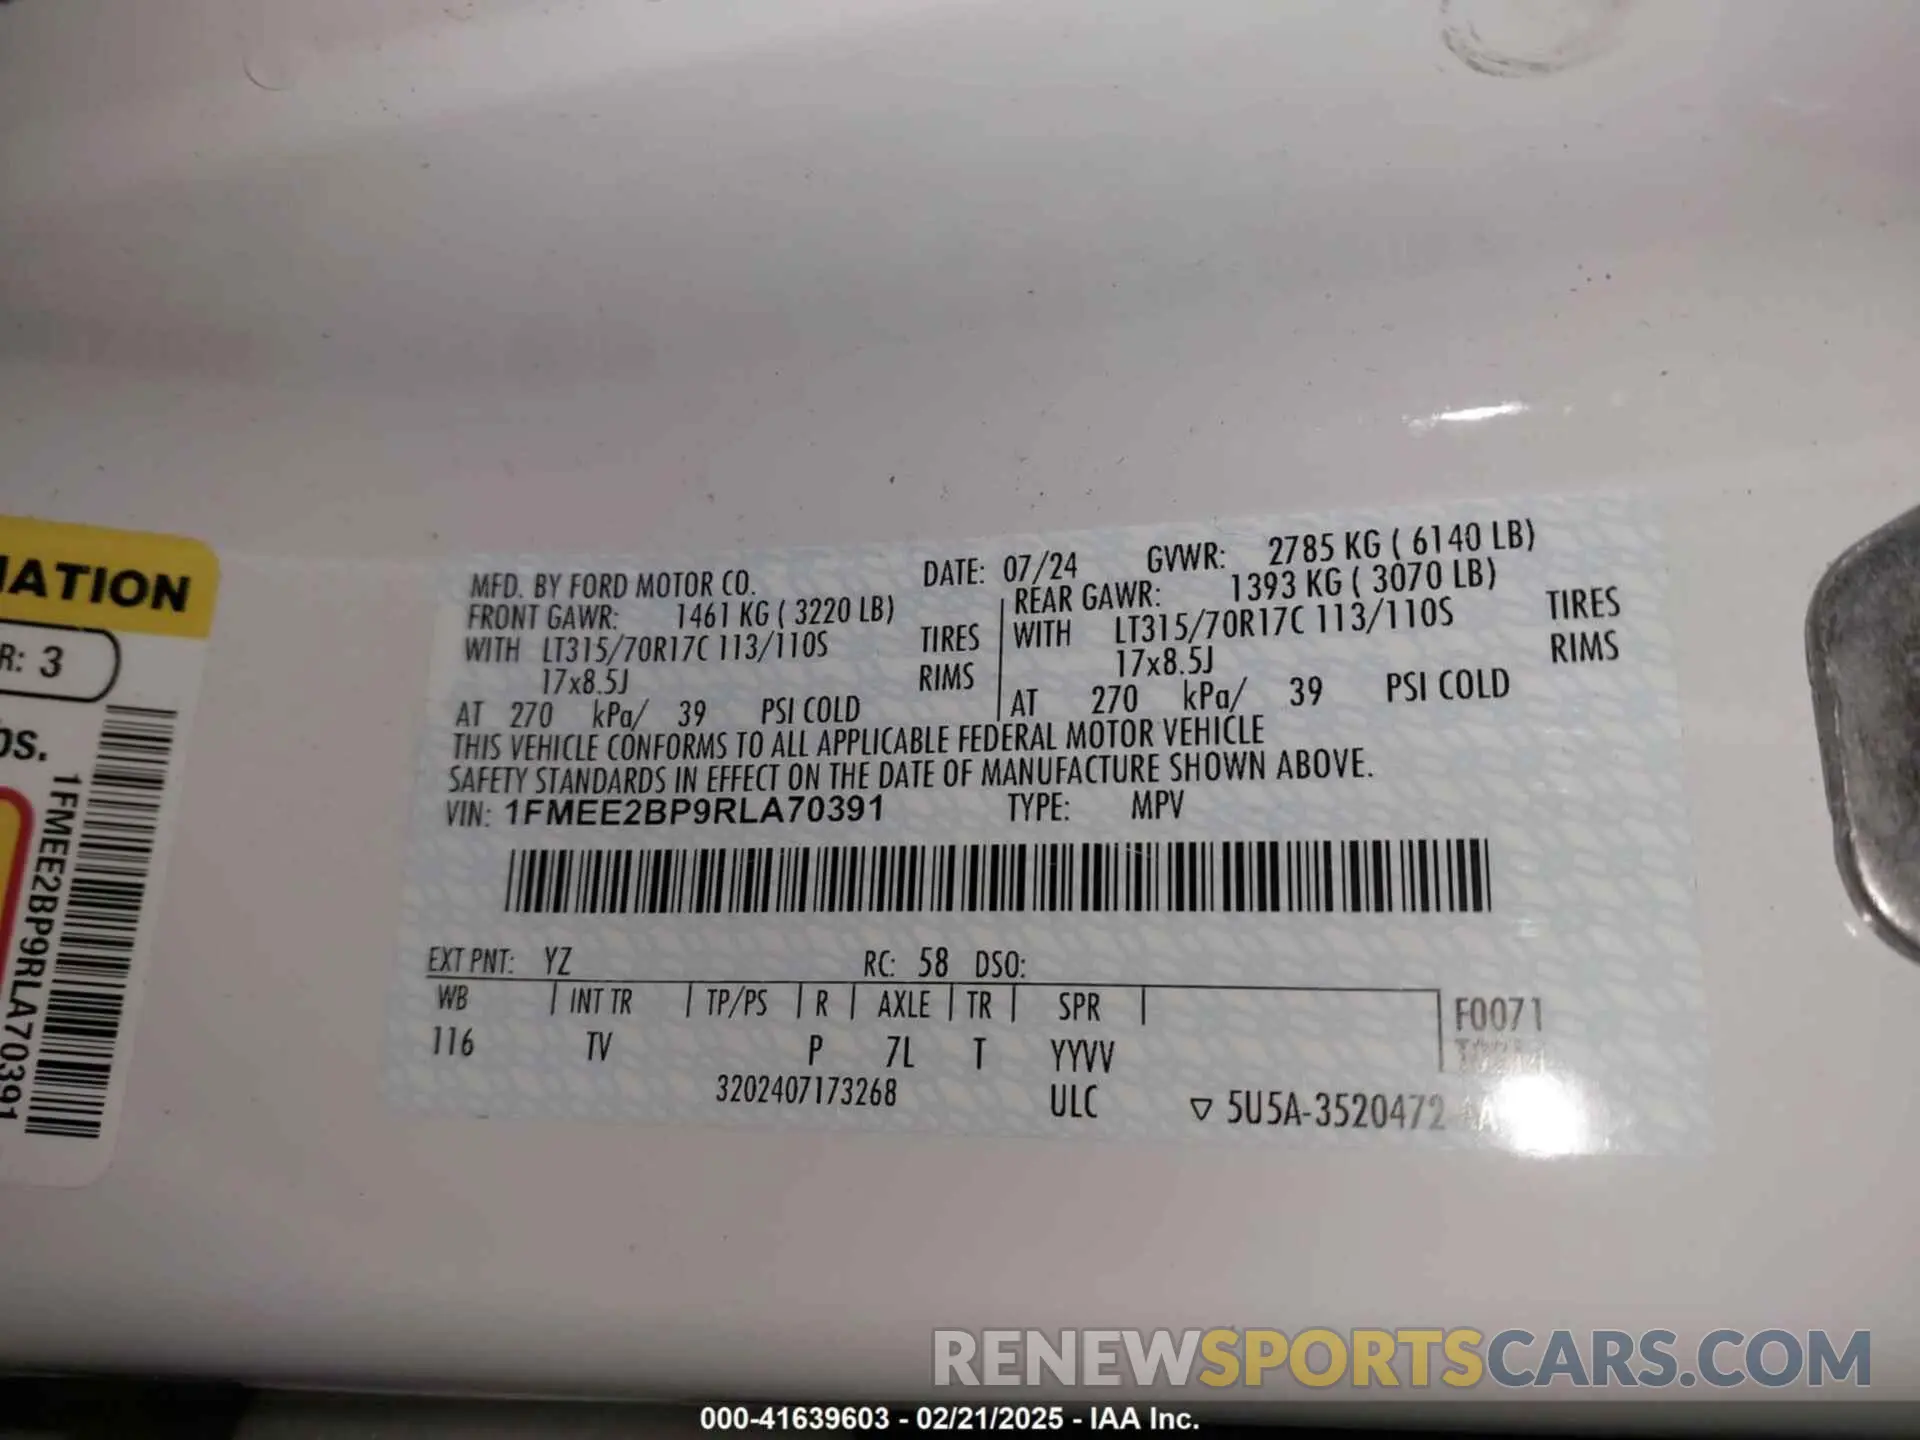 MFD. BY FORD MOTOR CO. DATE: 07/24 GVWR: 2785 KG ( 6140 LB)
FRONT GAWR: 1461 KG ( 3220 LB) REAR GAWR: 1393 KG ( 3070 LB)
WITH LT315/70R17C 113/110S TIRES WITH LT315/70R17C 113/110S TIRES
17x8.5J RIMS 17x8.5J RIMS
AT 270 kPa/ 39 PSI COLD AT 270 kPa/ 39 PSI COLD
THIS VEHICLE CONFORMS TO ALL APPLICABLE FEDERAL MOTOR VEHICLE
SAFETY STANDARDS IN EFFECT ON THE DATE OF MANUFACTURE SHOWN ABOVE.
VIN: 1FMEE2BP9RLA70391 TYPE: MPV
EXT PNT: YZ RC: 58 DSO:
WB INT TR TP/PS R AXLE TR SPR F0071
116 TV P 7L T YYVV
3202407173268 ULC ▽ 5U5A-3520472
R: 3
1FMEE2BP9RLA70391
RENEWSPORTSCARS.COM
000-41639603 - 02/21/2025 - IAA Inc.